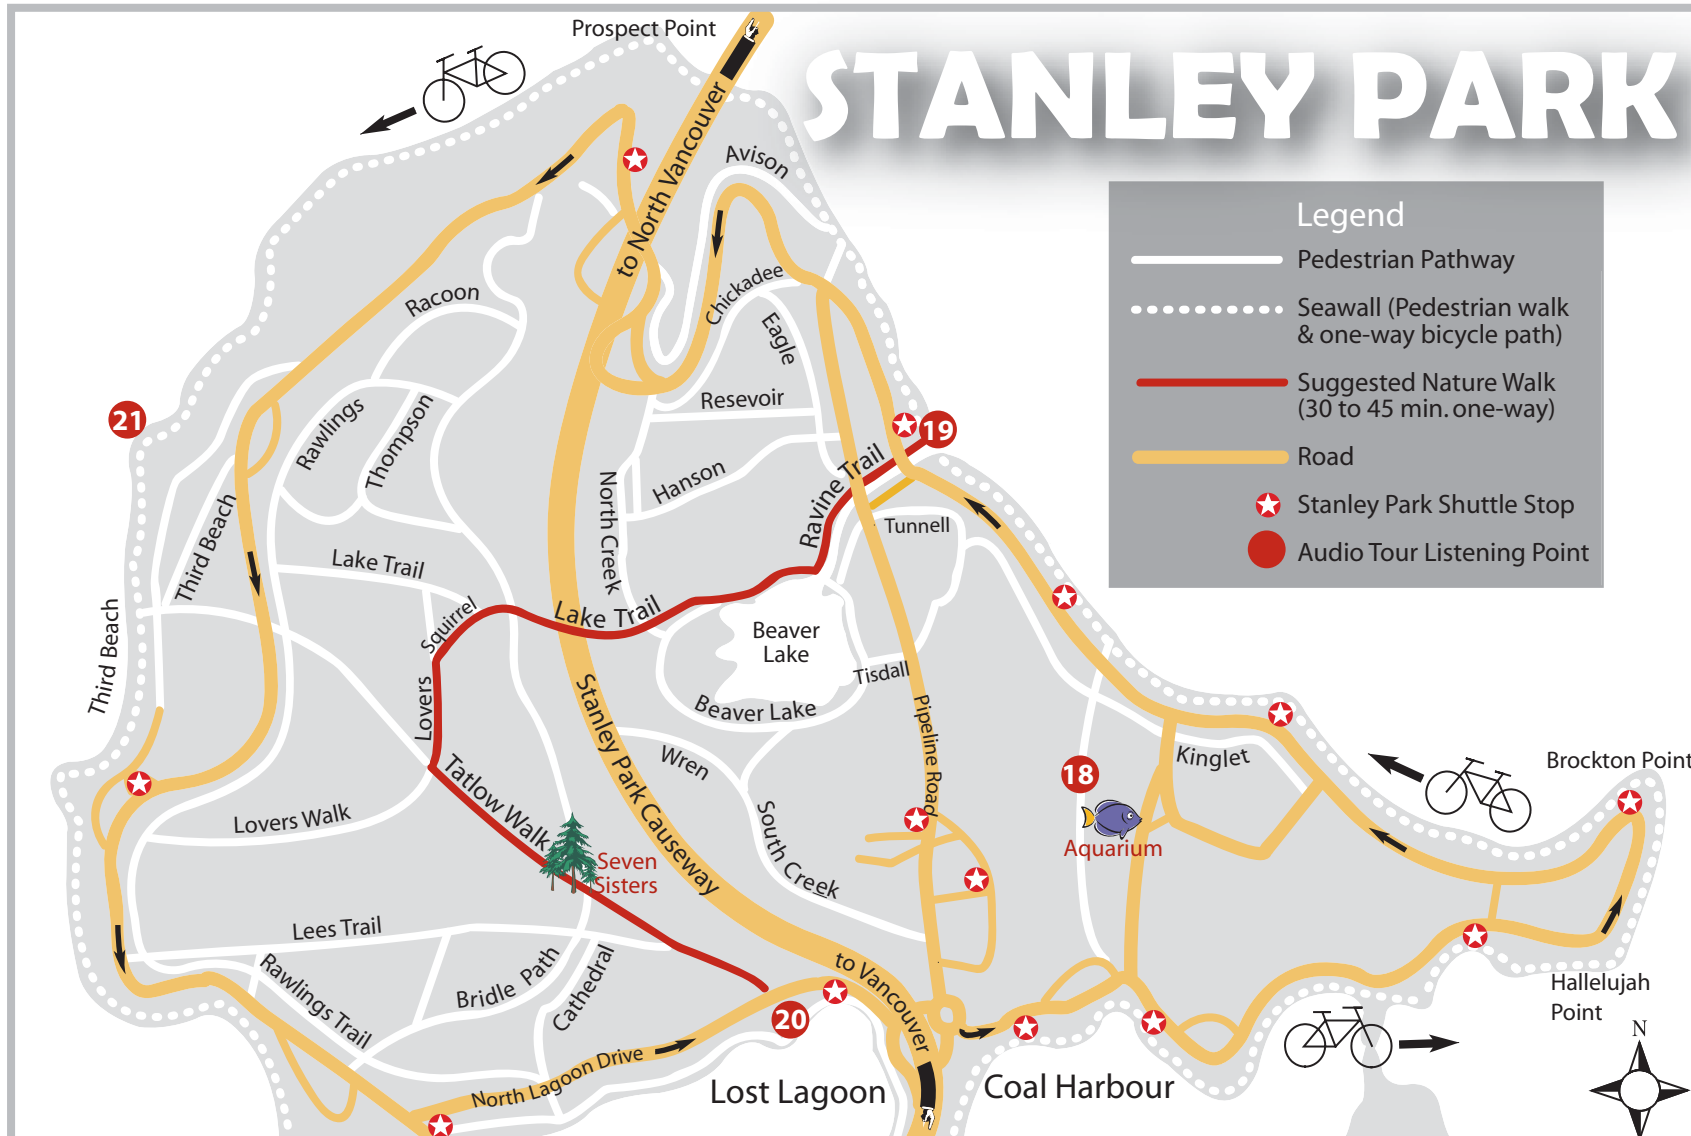 Prospect Point
STANLEY PARK
to North Vancouver
Avison
Legend
Pedestrian Pathway
Seawall (Pedestrian walk
& one-way bicycle path)
Suggested Nature Walk
(30 to 45 min. one-way)
Road
Stanley Park Shuttle Stop
Audio Tour Listening Point
Racoon
Chickadee
Eagle
Rawlings
Thompson
Resevoir
21
19
Hanson
North Creek
Ravine Trail
Tunnell
Third Beach
Third Beach
Lake Trail
Squirrel
Lake Trail
Beaver
Lake
Tisdall
Lovers
Beaver Lake
Stanley Park Causeway
Pipeline Road
Wren
Kinglet
18
Brockton Point
Tatlow Walk
Lovers Walk
South Creek
Aquarium
Seven
Sisters
Lees Trail
Rawlings Trail
Bridle Path
Cathedral
to Vancouver
20
Hallelujah
Point
North Lagoon Drive
Lost Lagoon
Coal Harbour
N